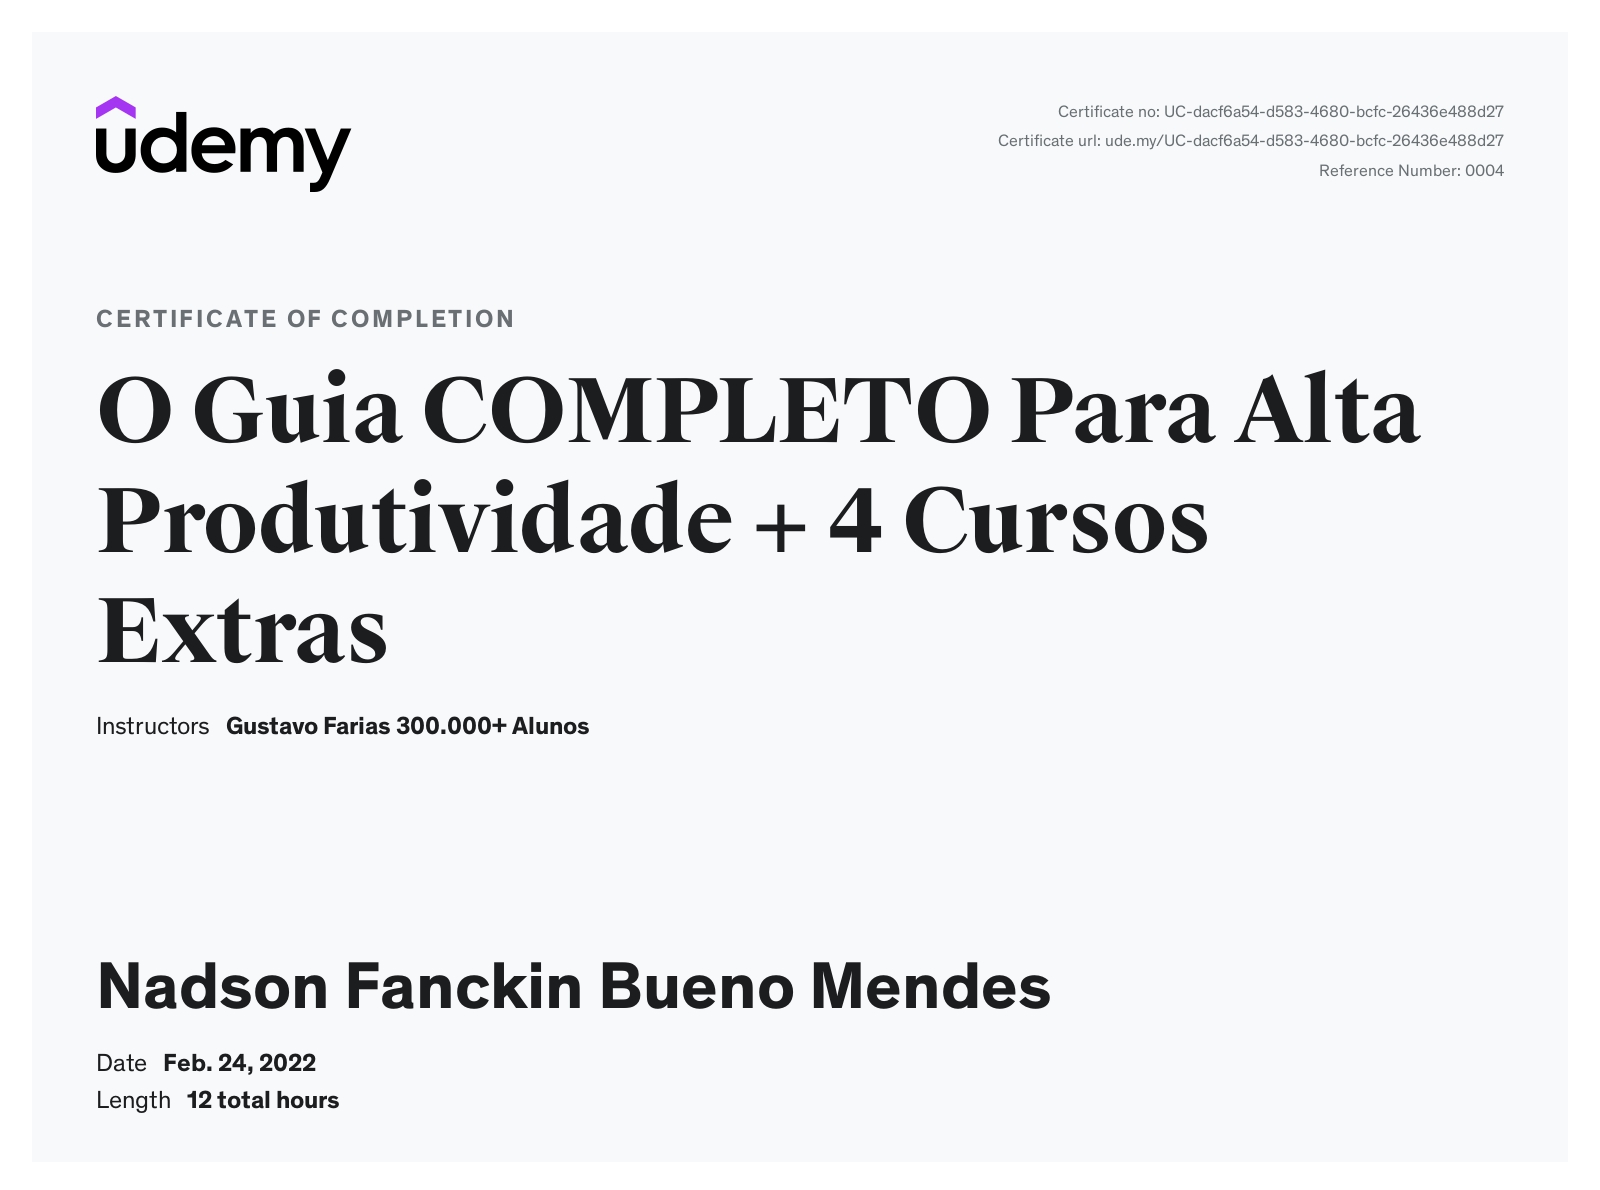 udemy
Certificate no: UC-dacf6a54-d583-4680-bcfc-26436e488d27
Certificate url: ude.my/UC-dacf6a54-d583-4680-bcfc-26436e488d27
Reference Number: 0004
CERTIFICATE OF COMPLETION
O Guia COMPLETO Para Alta
Produtividade + 4 Cursos
Extras
Instructors Gustavo Farias 300.000+ Alunos
Nadson Fanckin Bueno Mendes
Date Feb. 24, 2022
Length 12 total hours